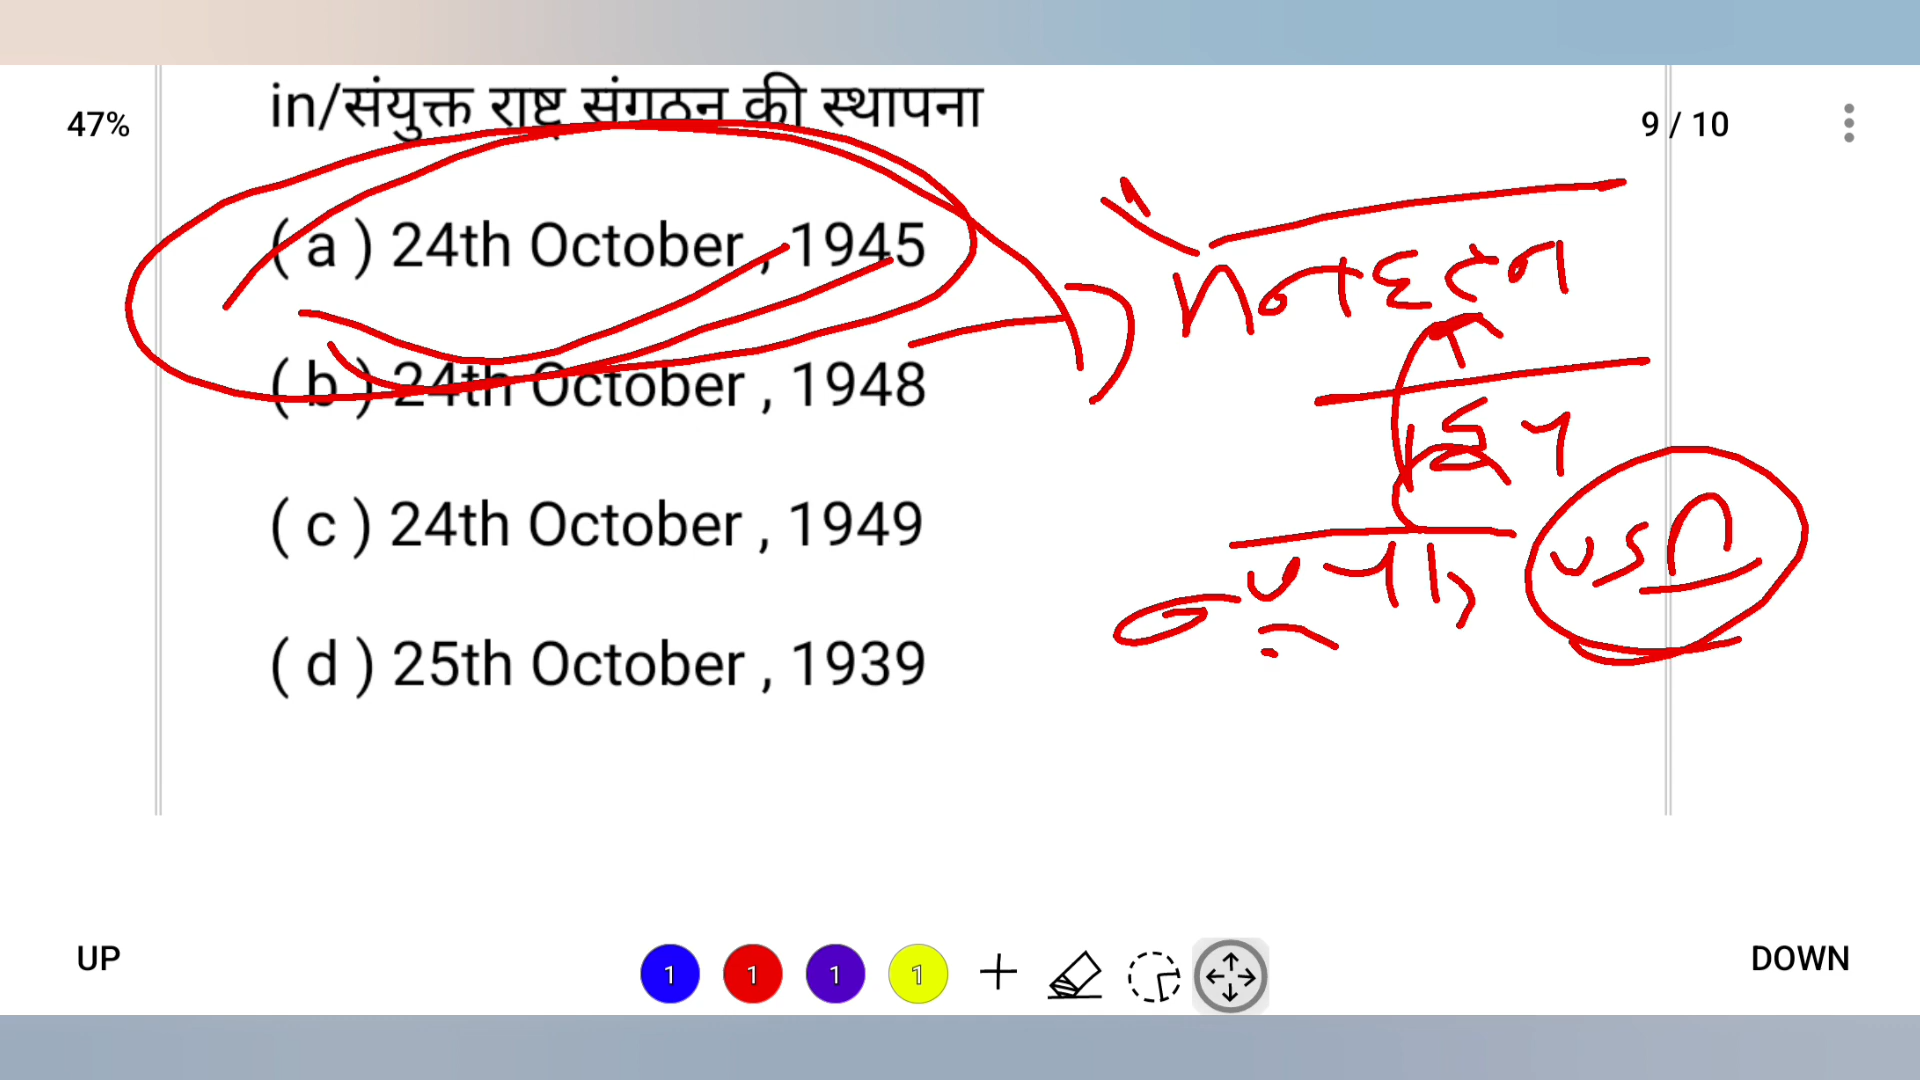 47%
in/संयुक्त राष्ट्र संगठन की स्थापना
9 / 10
( a ) 24th October , 1945
( b ) 24th October , 1948
( c ) 24th October , 1949
( d ) 25th October , 1939
USA
UP
1 1 1 1
DOWN